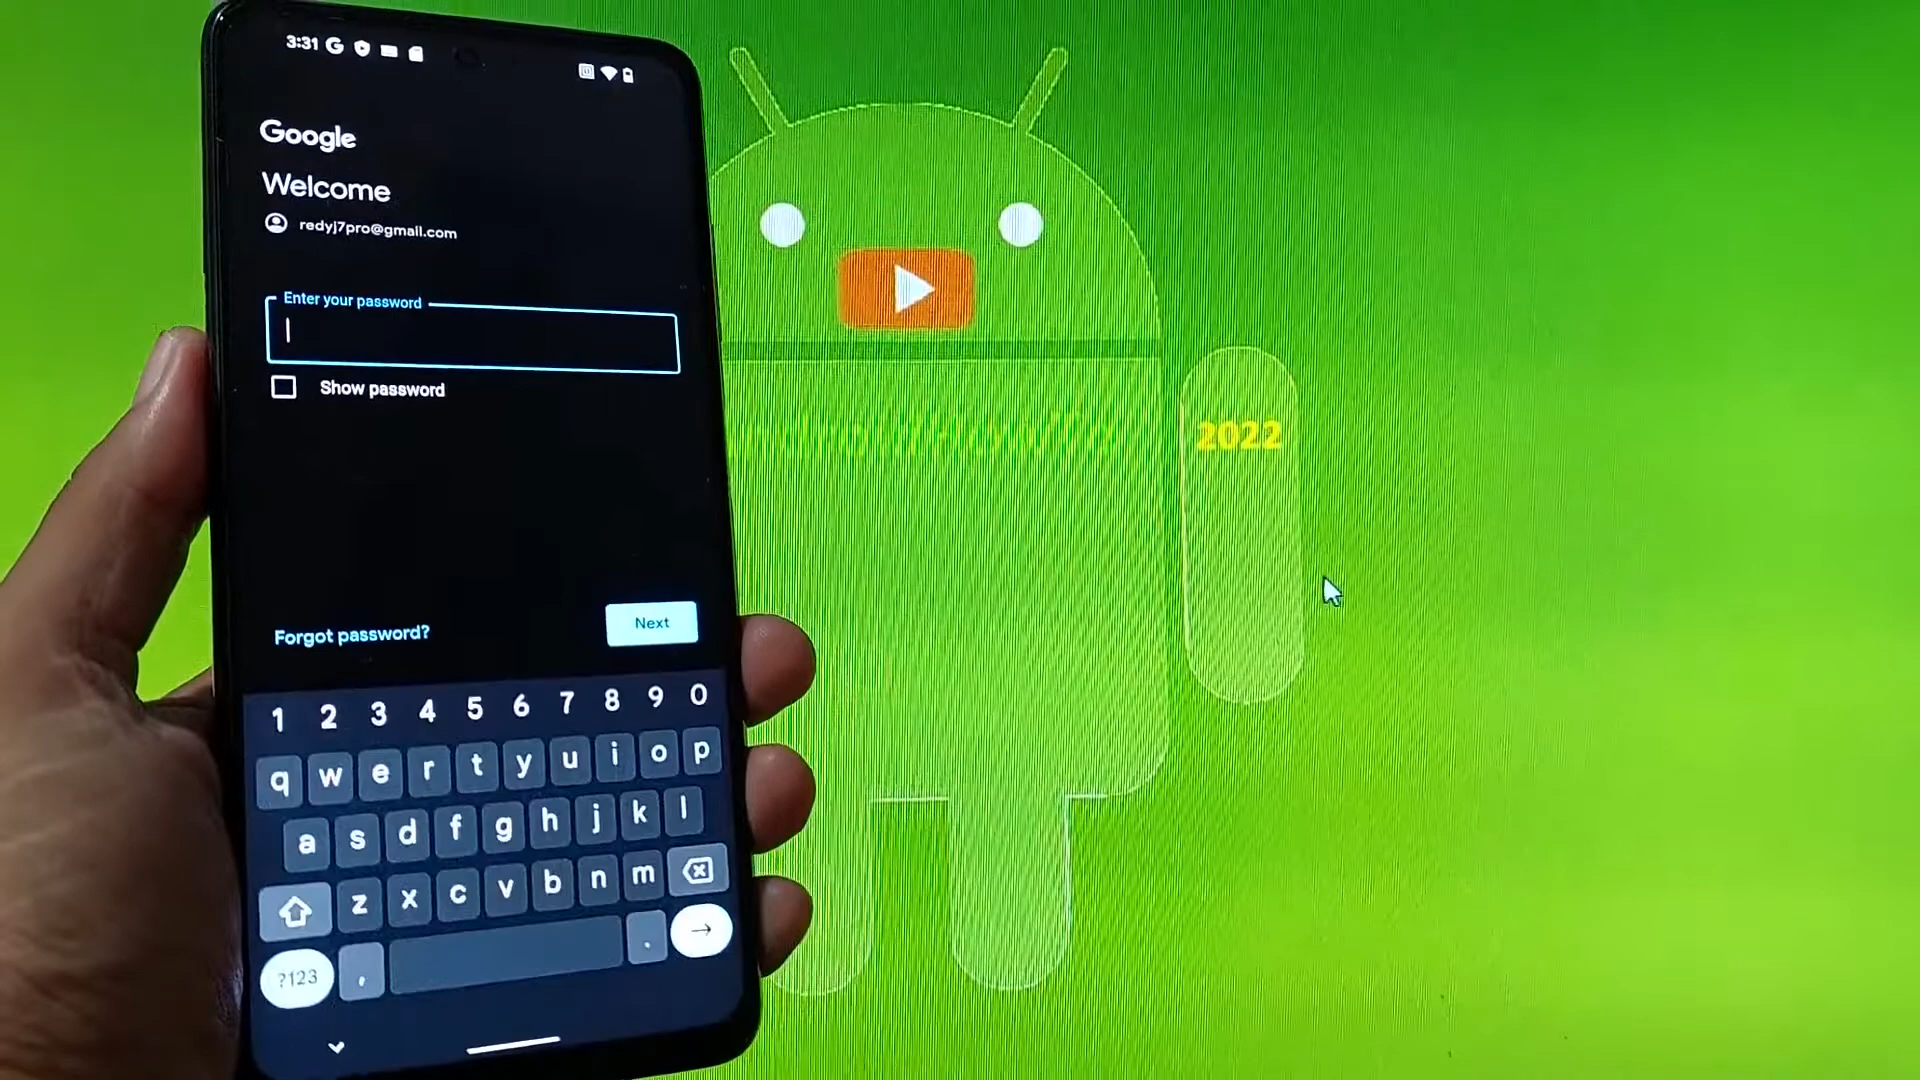 3:31
Google
Welcome
redyj7pro@gmail.com
Enter your password
Show password
Forgot password?
Next
1 2 3 4 5 6 7 8 9 0
q w e r t y u i o p
a s d f g h j k l
z x c v b n m
?123 , .
2022